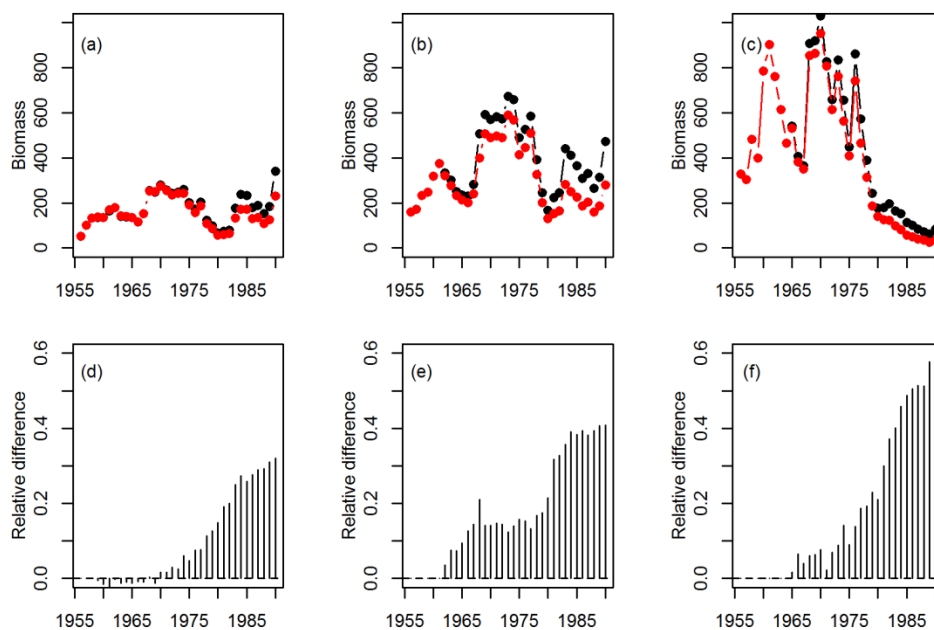 (a)
Biomass
0 200 400 600 800
1955 1965 1975 1985
(b)
Biomass
0 200 400 600 800
1955 1965 1975 1985
(c)
Biomass
0 200 400 600 800
1955 1965 1975 1985
(d)
Relative difference
0.0 0.2 0.4 0.6
1955 1965 1975 1985
(e)
Relative difference
0.0 0.2 0.4 0.6
1955 1965 1975 1985
(f)
Relative difference
0.0 0.2 0.4 0.6
1955 1965 1975 1985